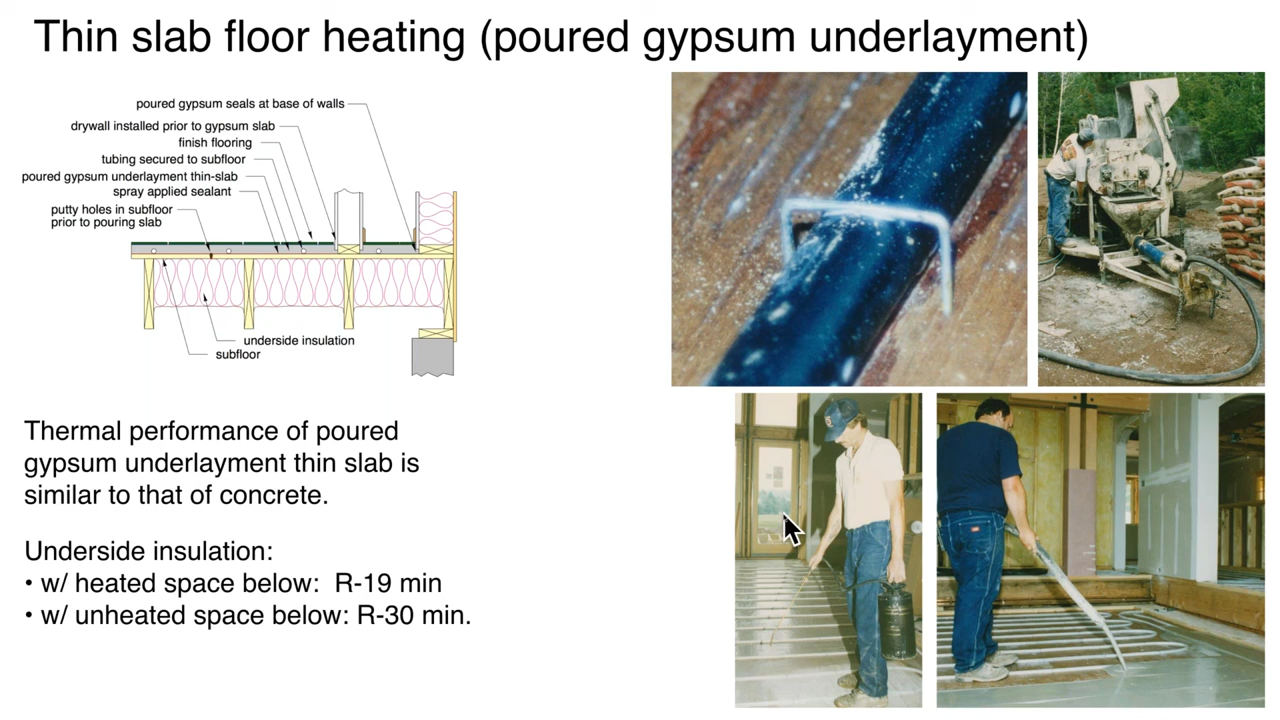 Thin slab floor heating (poured gypsum underlayment)
poured gypsum seals at base of walls
drywall installed prior to gypsum slab
finish flooring
tubing secured to subfloor
poured gypsum underlayment thin-slab
spray applied sealant
putty holes in subfloor
prior to pouring slab
underside insulation
subfloor
Thermal performance of poured
gypsum underlayment thin slab is
similar to that of concrete.
Underside insulation:
• w/ heated space below: R-19 min
• w/ unheated space below: R-30 min.